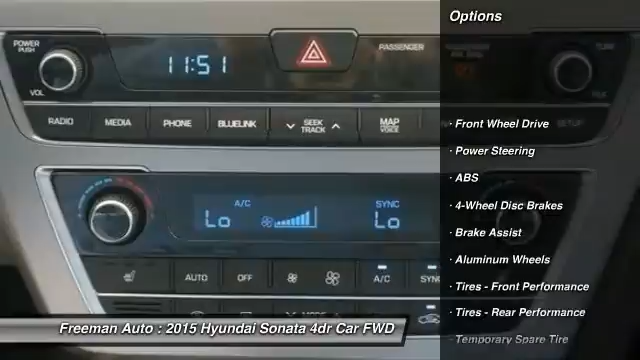 Options
POWER
PUSH
11:51
PASSENGER
VOL
RADIO MEDIA PHONE BLUELINK SEEK TRACK MAP VOICE
A/C
SYNC
Lo
Lo
AUTO OFF A/C SYNC
REAR
· Front Wheel Drive
· Power Steering
· ABS
· 4-Wheel Disc Brakes
· Brake Assist
· Aluminum Wheels
· Tires - Front Performance
· Tires - Rear Performance
· Temporary Spare Tire
Freeman Auto : 2015 Hyundai Sonata 4dr Car FWD